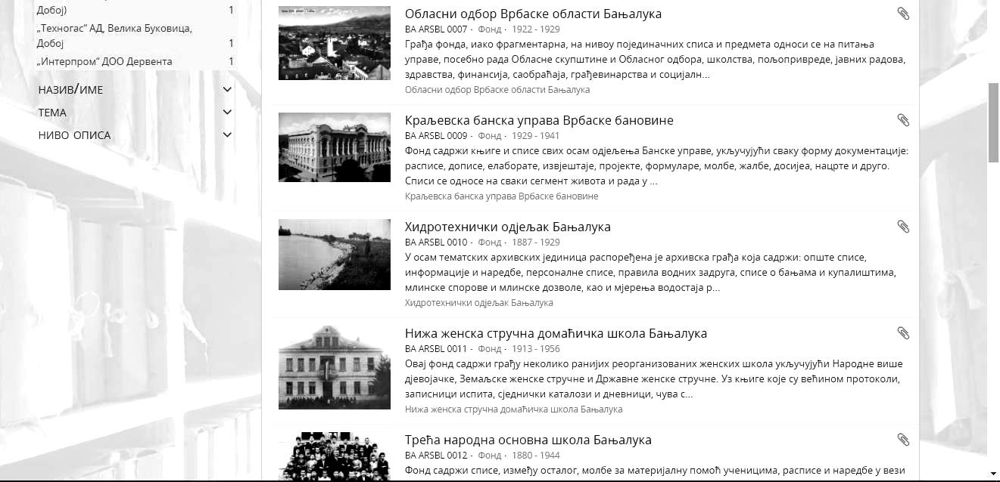 Добој) 1
„Техногас“ АД, Велика Буковица,
Добој 1
„Интерпром“ ДОО Дервента 1
НАЗИВ/ИМЕ
ТЕМА
НИВО ОПИСА
Обласни одбор Врбаске области Бањалука
BA ARSBL 0007 · Фонд · 1922 - 1929
Грађа фонда, иако фрагментарна, на нивоу појединачних списа и предмета односи се на питања
управе, посебно рада Обласне скупштине и Обласног одбора, школства, пољопривреде, јавних радова,
здравства, финансија, саобраћаја, грађевинарства и социјалн...
Обласни одбор Врбаске области Бањалука
Краљевска банска управа Врбаске бановине
BA ARSBL 0009 · Фонд · 1929 - 1941
Фонд садржи књиге и списе свих осам одјељења Банске управе, укључујући сваку форму документације:
расписе, дописе, елаборате, извјештаје, пројекте, формуларе, молбе, жалбе, досијеа, нацрте и друго.
Списи се односе на сваки сегмент живота и рада у ...
Краљевска банска управа Врбаске бановине
Хидротехнички одјељак Бањалука
BA ARSBL 0010 · Фонд · 1887 - 1929
У осам тематских архивских јединица распоређена је архивска грађа која садржи: опште списе,
информације и наредбе, персоналне списе, правила водних задруга, списе о бањама и купалиштима,
млинске спорове и млинске дозволе, као и мјерења водостаја р...
Хидротехнички одјељак Бањалука
Нижа женска стручна домаћичка школа Бањалука
BA ARSBL 0011 · Фонд · 1913 - 1956
Овај фонд садржи грађу неколико ранијих реорганизованих женских школа укључујући Народне више
дјевојачке, Земаљске женске стручне и Државне женске стручне. Уз књиге које су већином протоколи,
записници испита, сједнички каталози и дневници, чува с...
Нижа женска стручна домаћичка школа Бањалука
Трећа народна основна школа Бањалука
BA ARSBL 0012 · Фонд · 1880 - 1944
Фонд садржи списе, између осталог, молбе за материјалну помоћ ученицима, расписе и наредбе у вези